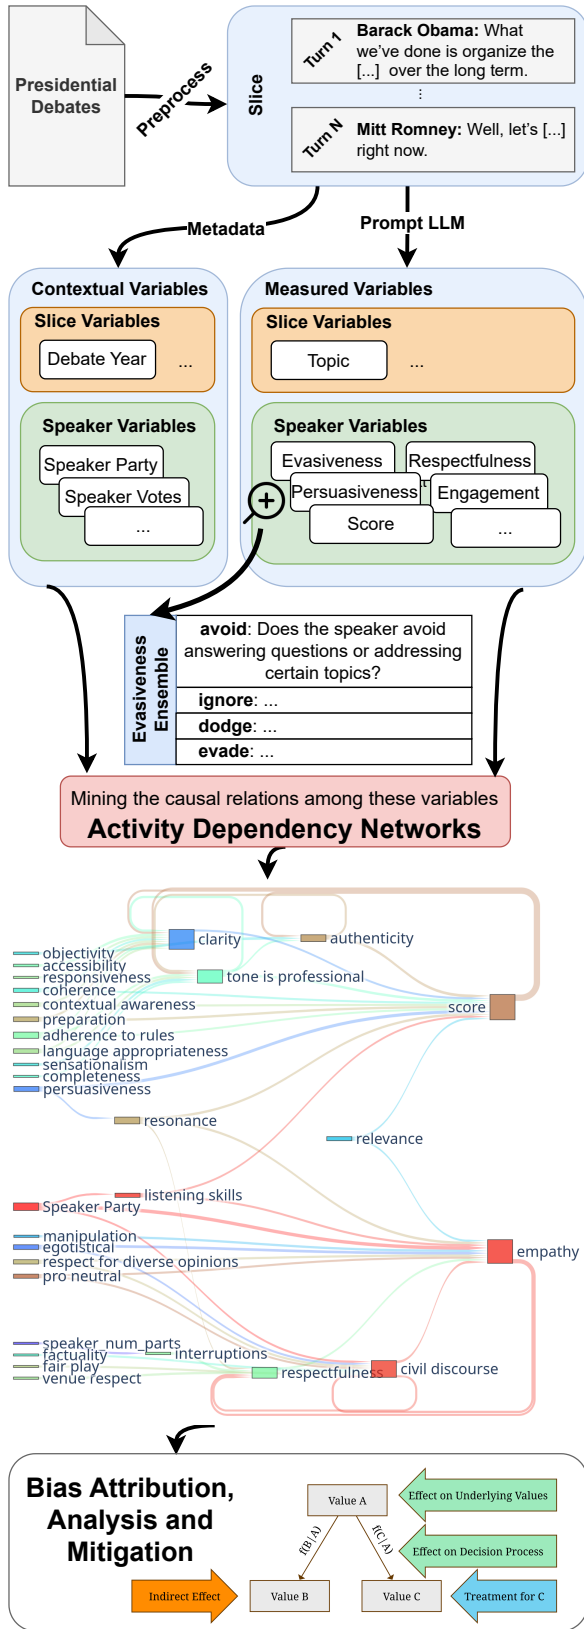 Presidential
Debates
Preprocess
Slice
Turn 1
Barack Obama: What
we've done is organize the
[...] over the long term.
...
Turn N
Mitt Romney: Well, let's [...]
right now.
Metadata
Prompt LLM
Contextual Variables
Slice Variables
Debate Year
...
Speaker Variables
Speaker Party
Speaker Votes
...
Measured Variables
Slice Variables
Topic
...
Speaker Variables
Evasiveness
Respectfulness
Persuasiveness
Engagement
Score
...
Evasiveness
Ensemble
avoid: Does the speaker avoid
answering questions or addressing
certain topics?
ignore: ...
dodge: ...
evade: ...
Mining the causal relations among these variables
Activity Dependency Networks
clarity
authenticity
objectivity
accessibility
responsiveness
coherence
tone is professional
contextual awareness
score
preparation
adherence to rules
language appropriateness
sensationalism
completeness
persuasiveness
resonance
relevance
listening skills
Speaker Party
manipulation
egotistical
empathy
respect for diverse opinions
pro neutral
speaker_num_parts
factuality
interruptions
fair play
venue respect
respectfulness
civil discourse
Bias Attribution,
Analysis and
Mitigation
Value A
Effect on Underlying Values
f(B|A)
f(C|A)
Effect on Decision Process
Indirect Effect
Value B
Value C
Treatment for C